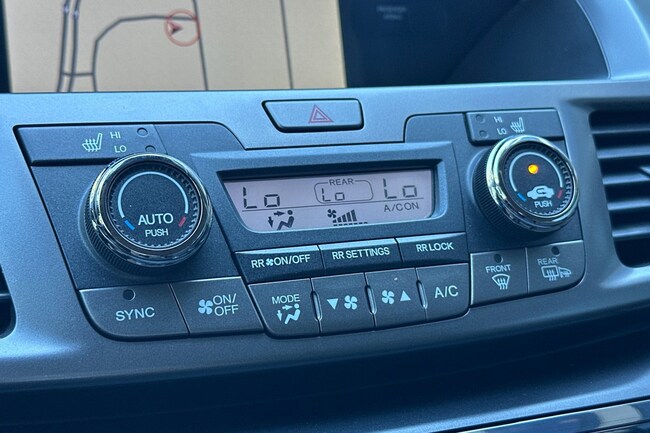 HI
LO
HI
LO
AUTO
PUSH
REAR
Lo
Lo
Lo
A/C ON
PUSH
RR ON/OFF
RR SETTINGS
RR LOCK
SYNC
ON/
OFF
MODE
A/C
FRONT
REAR